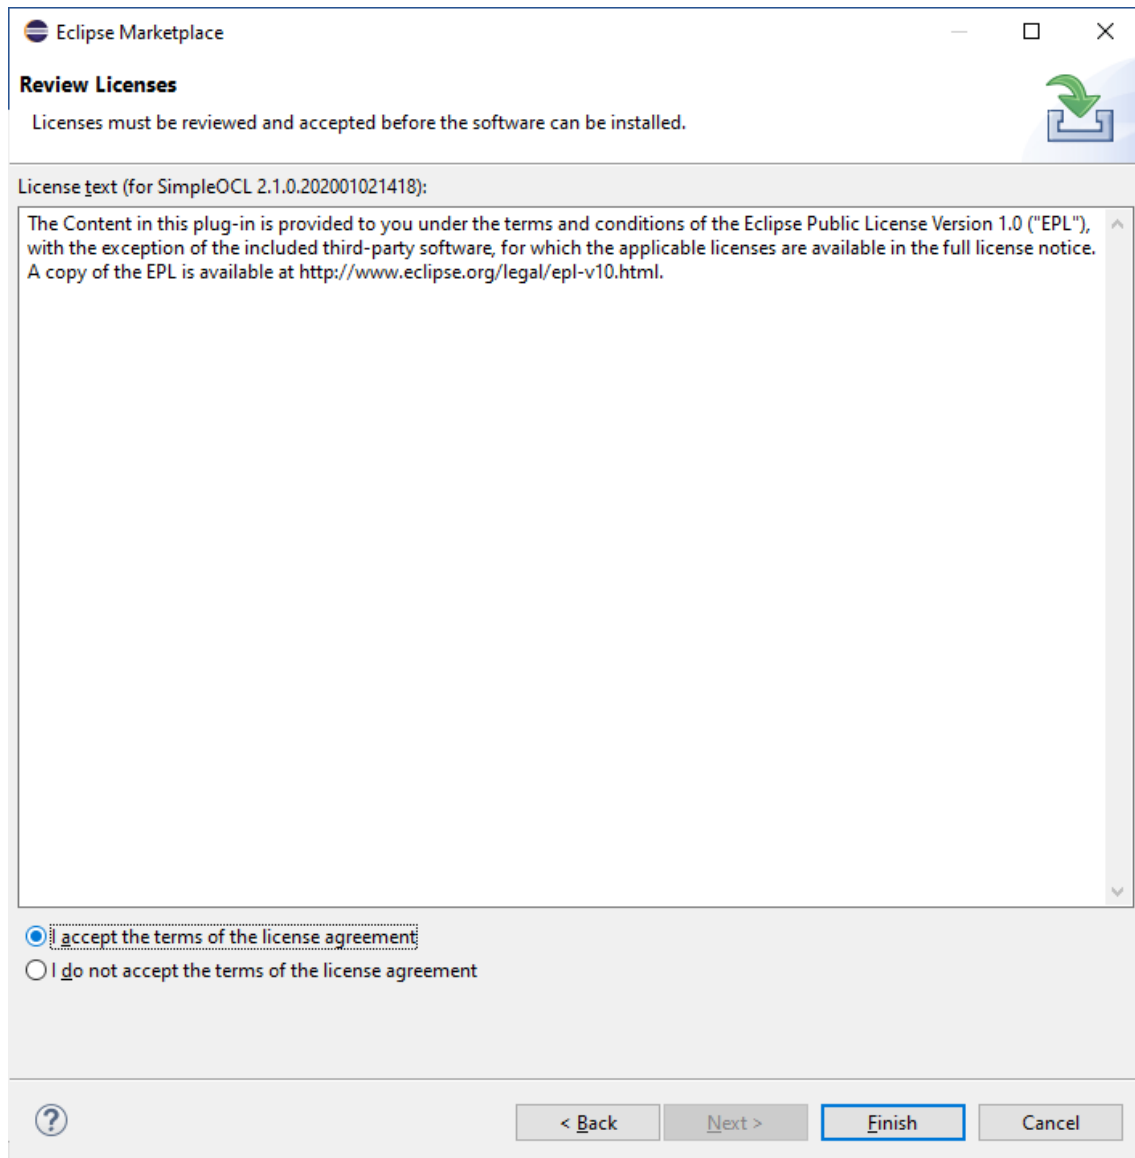 Eclipse Marketplace
Review Licenses
Licenses must be reviewed and accepted before the software can be installed.
License text (for SimpleOCL 2.1.0.202001021418):
The Content in this plug-in is provided to you under the terms and conditions of the Eclipse Public License Version 1.0 ("EPL"),
with the exception of the included third-party software, for which the applicable licenses are available in the full license notice.
A copy of the EPL is available at http://www.eclipse.org/legal/epl-v10.html.
I accept the terms of the license agreement
I do not accept the terms of the license agreement
? < Back Next > Finish Cancel